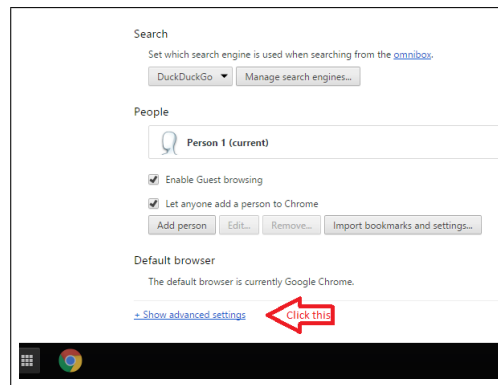 Search
Set which search engine is used when searching from the omnibox.
DuckDuckGo Manage search engines...
People
Person 1 (current)
Enable Guest browsing
Let anyone add a person to Chrome
Add person Edit... Remove... Import bookmarks and settings...
Default browser
The default browser is currently Google Chrome.
+ Show advanced settings Click this